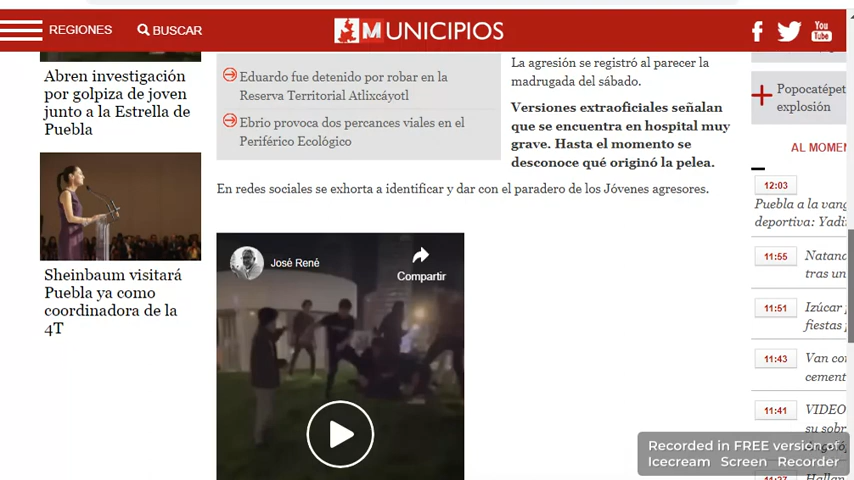 REGIONES
BUSCAR
MUNICIPIOS
You
Tube
Abren investigación
por golpiza de joven
junto a la Estrella de
Puebla
Sheinbaum visitará
Puebla ya como
coordinadora de la
4T
Eduardo fue detenido por robar en la
Reserva Territorial Atlixcáyotl
Ebrio provoca dos percances viales en el
Periférico Ecológico
La agresión se registró al parecer la
madrugada del sábado.
Versiones extraoficiales señalan
que se encuentra en hospital muy
grave. Hasta el momento se
desconoce qué originó la pelea.
En redes sociales se exhorta a identificar y dar con el paradero de los Jóvenes agresores.
José René
Compartir
Popocatépet
explosión
AL MOMEN
12:03
Puebla a la vang
deportiva: Yadi
11:55
Natana
tras un
11:51
Izúcar
fiestas
11:43
Van co
cement
11:41
VIDEO
su sobr
Recorded in FREE version of
Icecream Screen Recorder